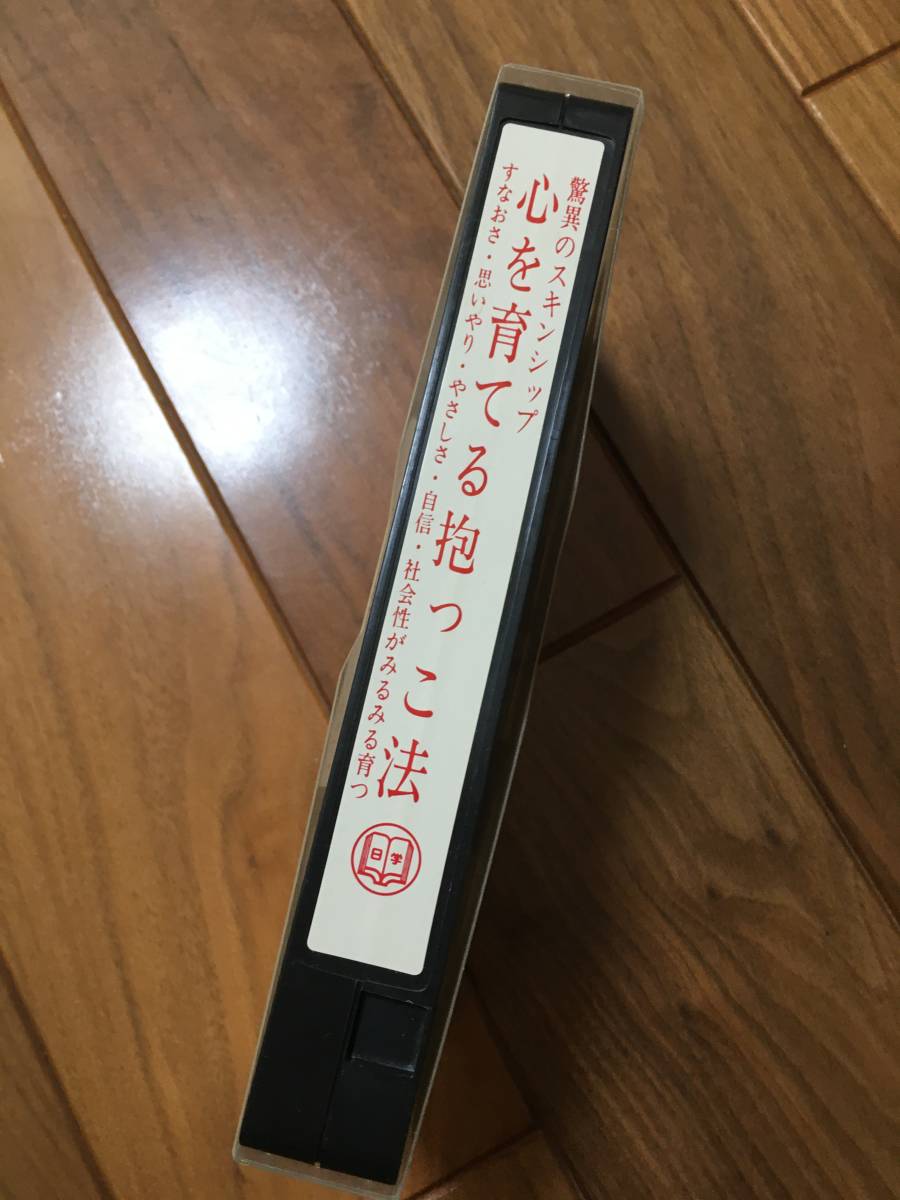 驚異のスキンシップ
心を育てる抱っこ法
すなおさ・思いやり・やさしさ・自信・社会性がみるみる育つ
日学